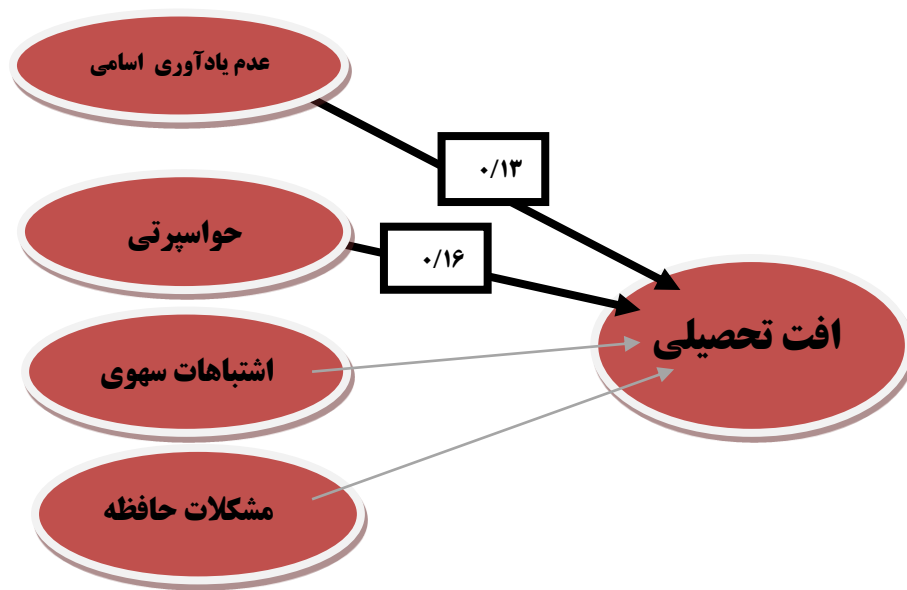 عدم یادآوری اسامی
۰/۱۳
حواسپرتی
۰/۱۶
افت تحصیلی
اشتباهات سهوی
مشکلات حافظه